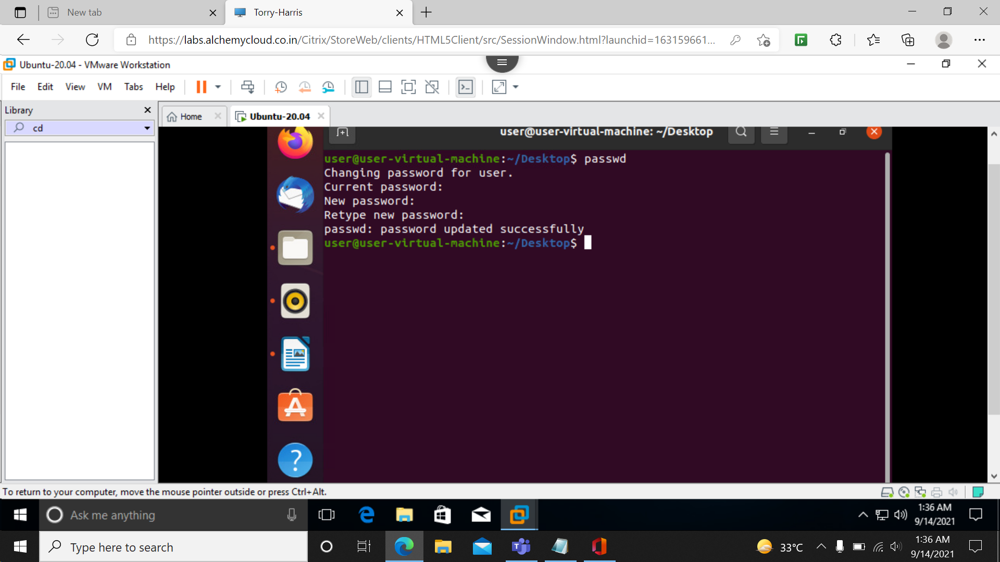 New tab
Torry-Harris
https://labs.alchemycloud.co.in/Citrix/StoreWeb/clients/HTML5Client/src/SessionWindow.html?launchid=163159661...
Ubuntu-20.04 - VMware Workstation
File Edit View VM Tabs Help
Library
cd
Home
Ubuntu-20.04
user@user-virtual-machine: ~/Desktop
user@user-virtual-machine:~/Desktop$ passwd
Changing password for user.
Current password:
New password:
Retype new password:
passwd: password updated successfully
user@user-virtual-machine:~/Desktop$
To return to your computer, move the mouse pointer outside or press Ctrl+Alt.
Ask me anything
1:36 AM
9/14/2021
Type here to search
33°C
1:36 AM
9/14/2021